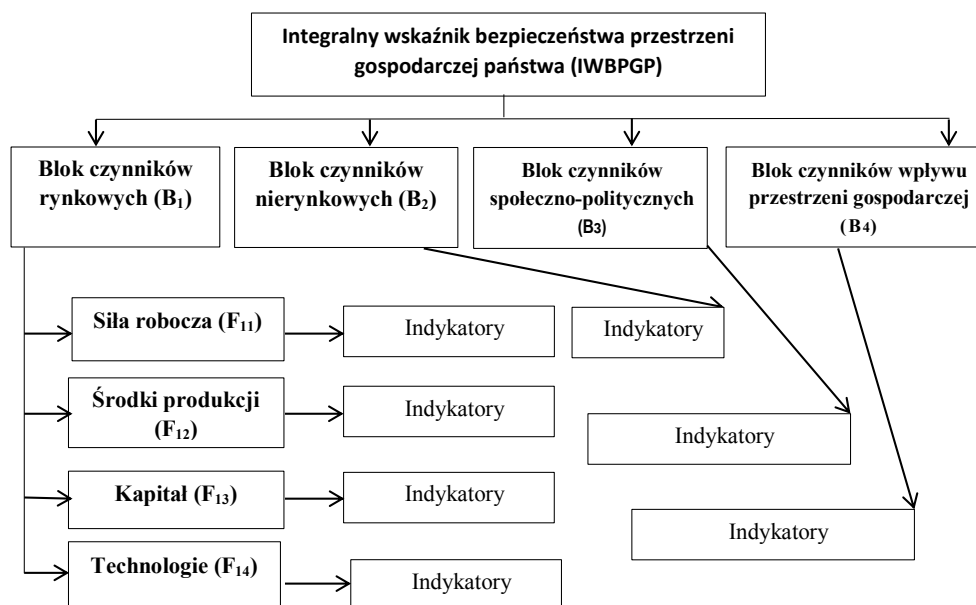 Integralny wskaźnik bezpieczeństwa przestrzeni
gospodarczej państwa (IWBPGP)
Blok czynników
rynkowych (B₁)
Blok czynników
nierynkowych (B₂)
Blok czynników
społeczno-politycznych
(B3)
Blok czynników wpływu
przestrzeni gospodarczej
(B4)
Siła robocza (F₁₁)
Indykatory
Indykatory
Środki produkcji
(F₁₂)
Indykatory
Indykatory
Kapitał (F₁₃)
Indykatory
Indykatory
Technologie (F₁₄)
Indykatory